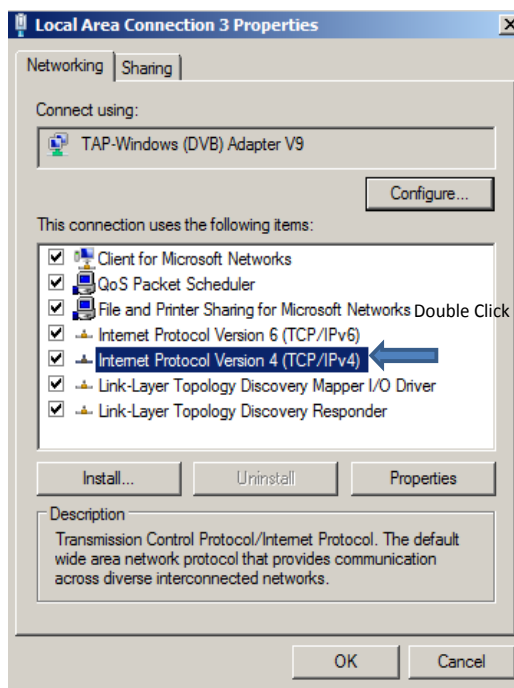 Local Area Connection 3 Properties
Networking Sharing
Connect using:
TAP-Windows (DVB) Adapter V9
Configure...
This connection uses the following items:
Client for Microsoft Networks
QoS Packet Scheduler
File and Printer Sharing for Microsoft Networks Double Click
Internet Protocol Version 6 (TCP/IPv6)
Internet Protocol Version 4 (TCP/IPv4)
Link-Layer Topology Discovery Mapper I/O Driver
Link-Layer Topology Discovery Responder
Install... Uninstall Properties
Description
Transmission Control Protocol/Internet Protocol. The default
wide area network protocol that provides communication
across diverse interconnected networks.
OK Cancel